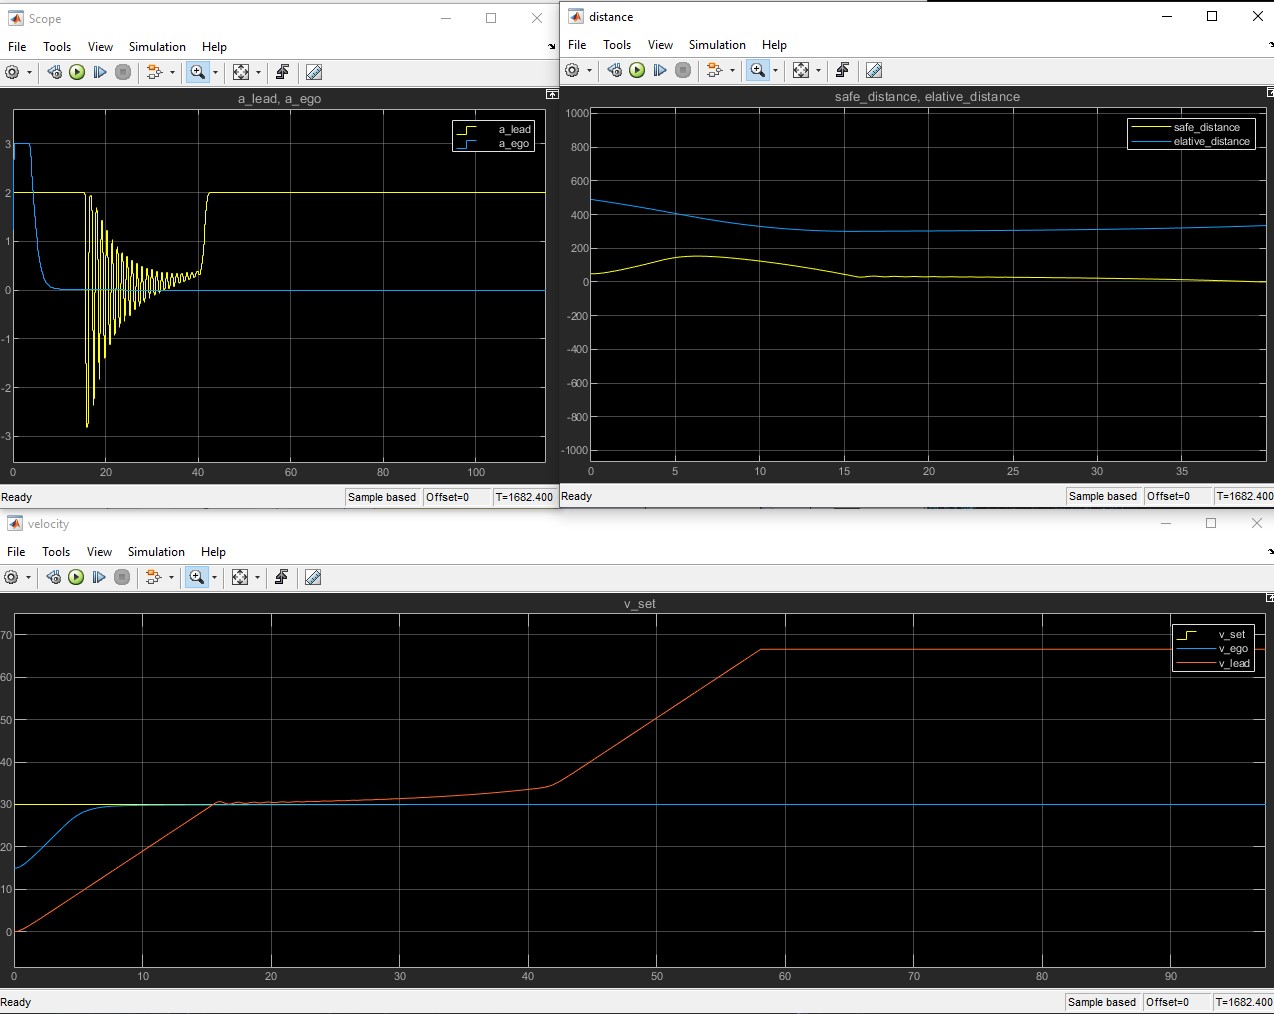 Scope
File Tools View Simulation Help
a_lead, a_ego
a_lead
a_ego
3
2
1
0
-1
-2
-3
0 20 40 60 80 100
Ready Sample based Offset=0 T=1682.400
distance
File Tools View Simulation Help
safe_distance, elative_distance
safe_distance
elative_distance
1000
800
600
400
200
0
-200
-400
-600
-800
-1000
0 5 10 15 20 25 30 35
Ready Sample based Offset=0 T=1682.400
velocity
File Tools View Simulation Help
v_set
v_set
v_ego
v_lead
70
60
50
40
30
20
10
0
0 10 20 30 40 50 60 70 80 90
Ready Sample based Offset=0 T=1682.400